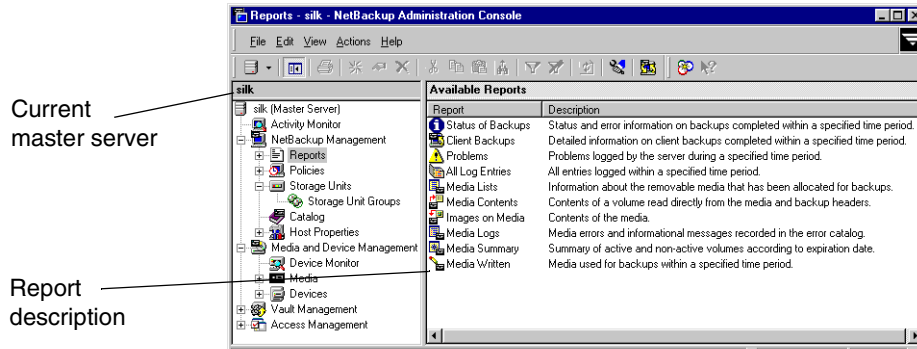 Reports - silk - NetBackup Administration Console
File Edit View Actions Help
silk
Available Reports
Current
master server
silk (Master Server)
Activity Monitor
NetBackup Management
Reports
Policies
Storage Units
Storage Unit Groups
Catalog
Host Properties
Media and Device Management
Device Monitor
Media
Devices
Vault Management
Access Management
Report Description
Status of Backups Status and error information on backups completed within a specified time period.
Client Backups Detailed information on client backups completed within a specified time period.
Problems Problems logged by the server during a specified time period.
All Log Entries All entries logged within a specified time period.
Media Lists Information about the removable media that has been allocated for backups.
Media Contents Contents of a volume read directly from the media and backup headers.
Images on Media Contents of the media.
Media Logs Media errors and informational messages recorded in the error catalog.
Media Summary Summary of active and non-active volumes according to expiration date.
Media Written Media used for backups within a specified time period.
Report
description